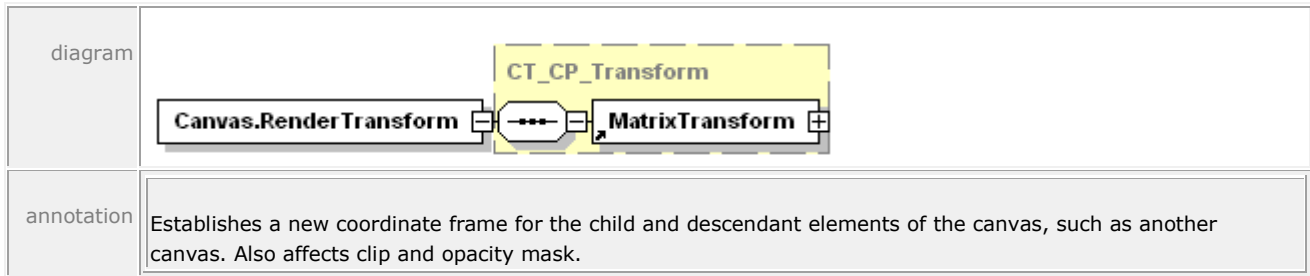 diagram
CT_CP_Transform
Canvas.RenderTransform
MatrixTransform
annotation
Establishes a new coordinate frame for the child and descendant elements of the canvas, such as another
canvas. Also affects clip and opacity mask.